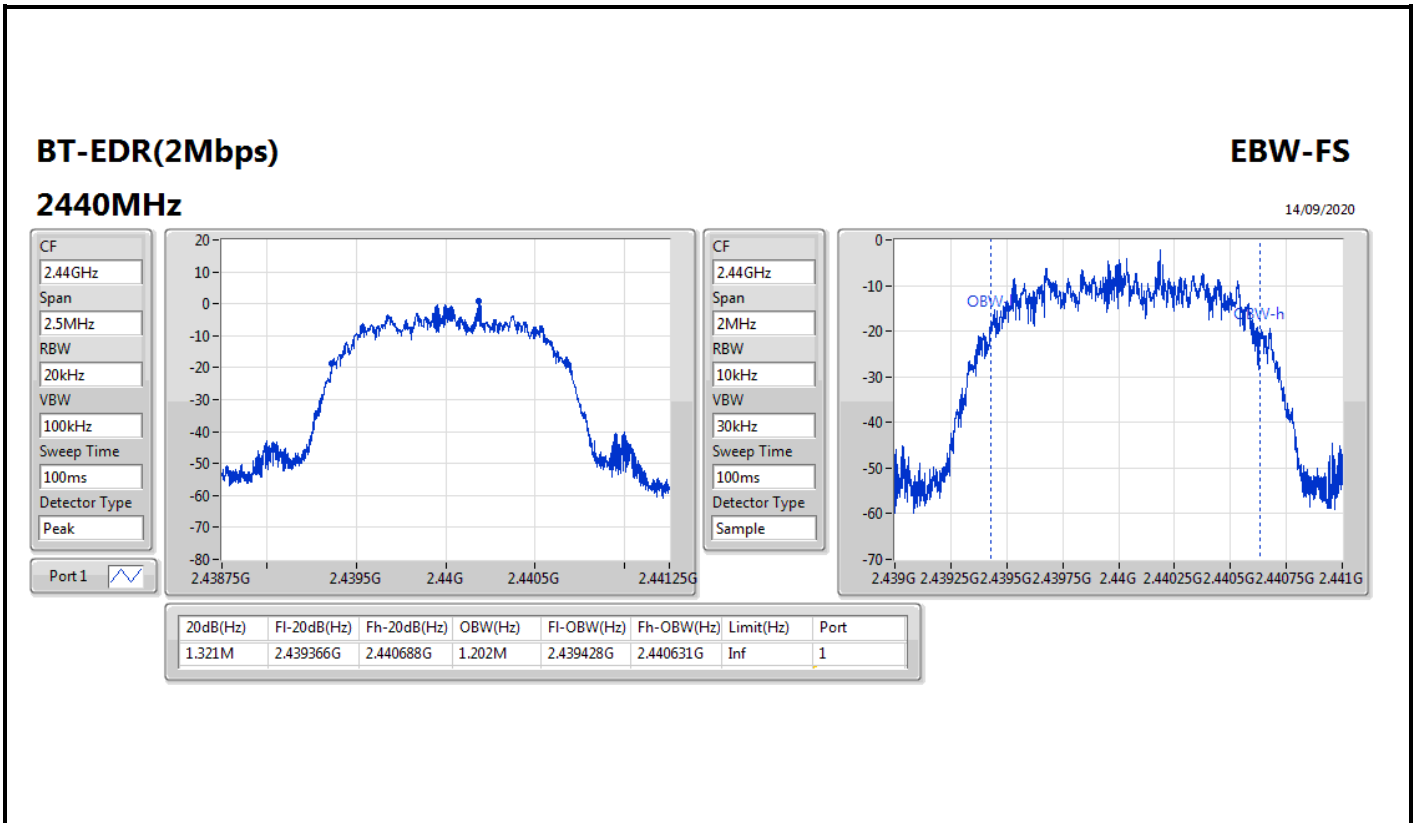 BT-EDR(2Mbps)
EBW-FS
2440MHz
14/09/2020
CF
2.44GHz
Span
2.5MHz
RBW
20kHz
VBW
100kHz
Sweep Time
100ms
Detector Type
Peak
Port 1
20
10
0
-10
-20
-30
-40
-50
-60
-70
-80
2.43875G 2.4395G 2.44G 2.4405G 2.44125G
CF
2.44GHz
Span
2MHz
RBW
10kHz
VBW
30kHz
Sweep Time
100ms
Detector Type
Sample
0
-10
-20
-30
-40
-50
-60
-70
OBW
OBW-h
2.439G 2.43925G 2.4395G 2.43975G 2.44G 2.44025G 2.4405G 2.44075G 2.441G
20dB(Hz) Fl-20dB(Hz) Fh-20dB(Hz) OBW(Hz) Fl-OBW(Hz) Fh-OBW(Hz) Limit(Hz) Port
1.321M 2.439366G 2.440688G 1.202M 2.439428G 2.440631G Inf 1